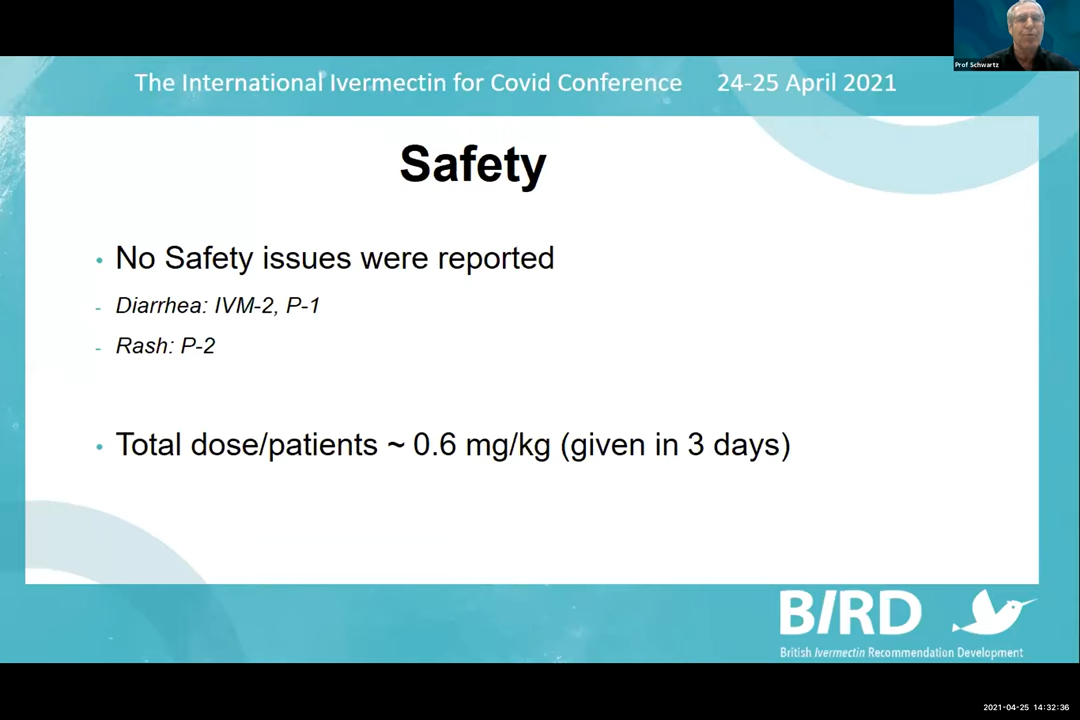 Prof Schwartz
The International Ivermectin for Covid Conference 24-25 April 2021
Safety
• No Safety issues were reported
- Diarrhea: IVM-2, P-1
- Rash: P-2
• Total dose/patients ~ 0.6 mg/kg (given in 3 days)
BIRD
British Ivermectin Recommendation Development
2021-04-25 14:32:36